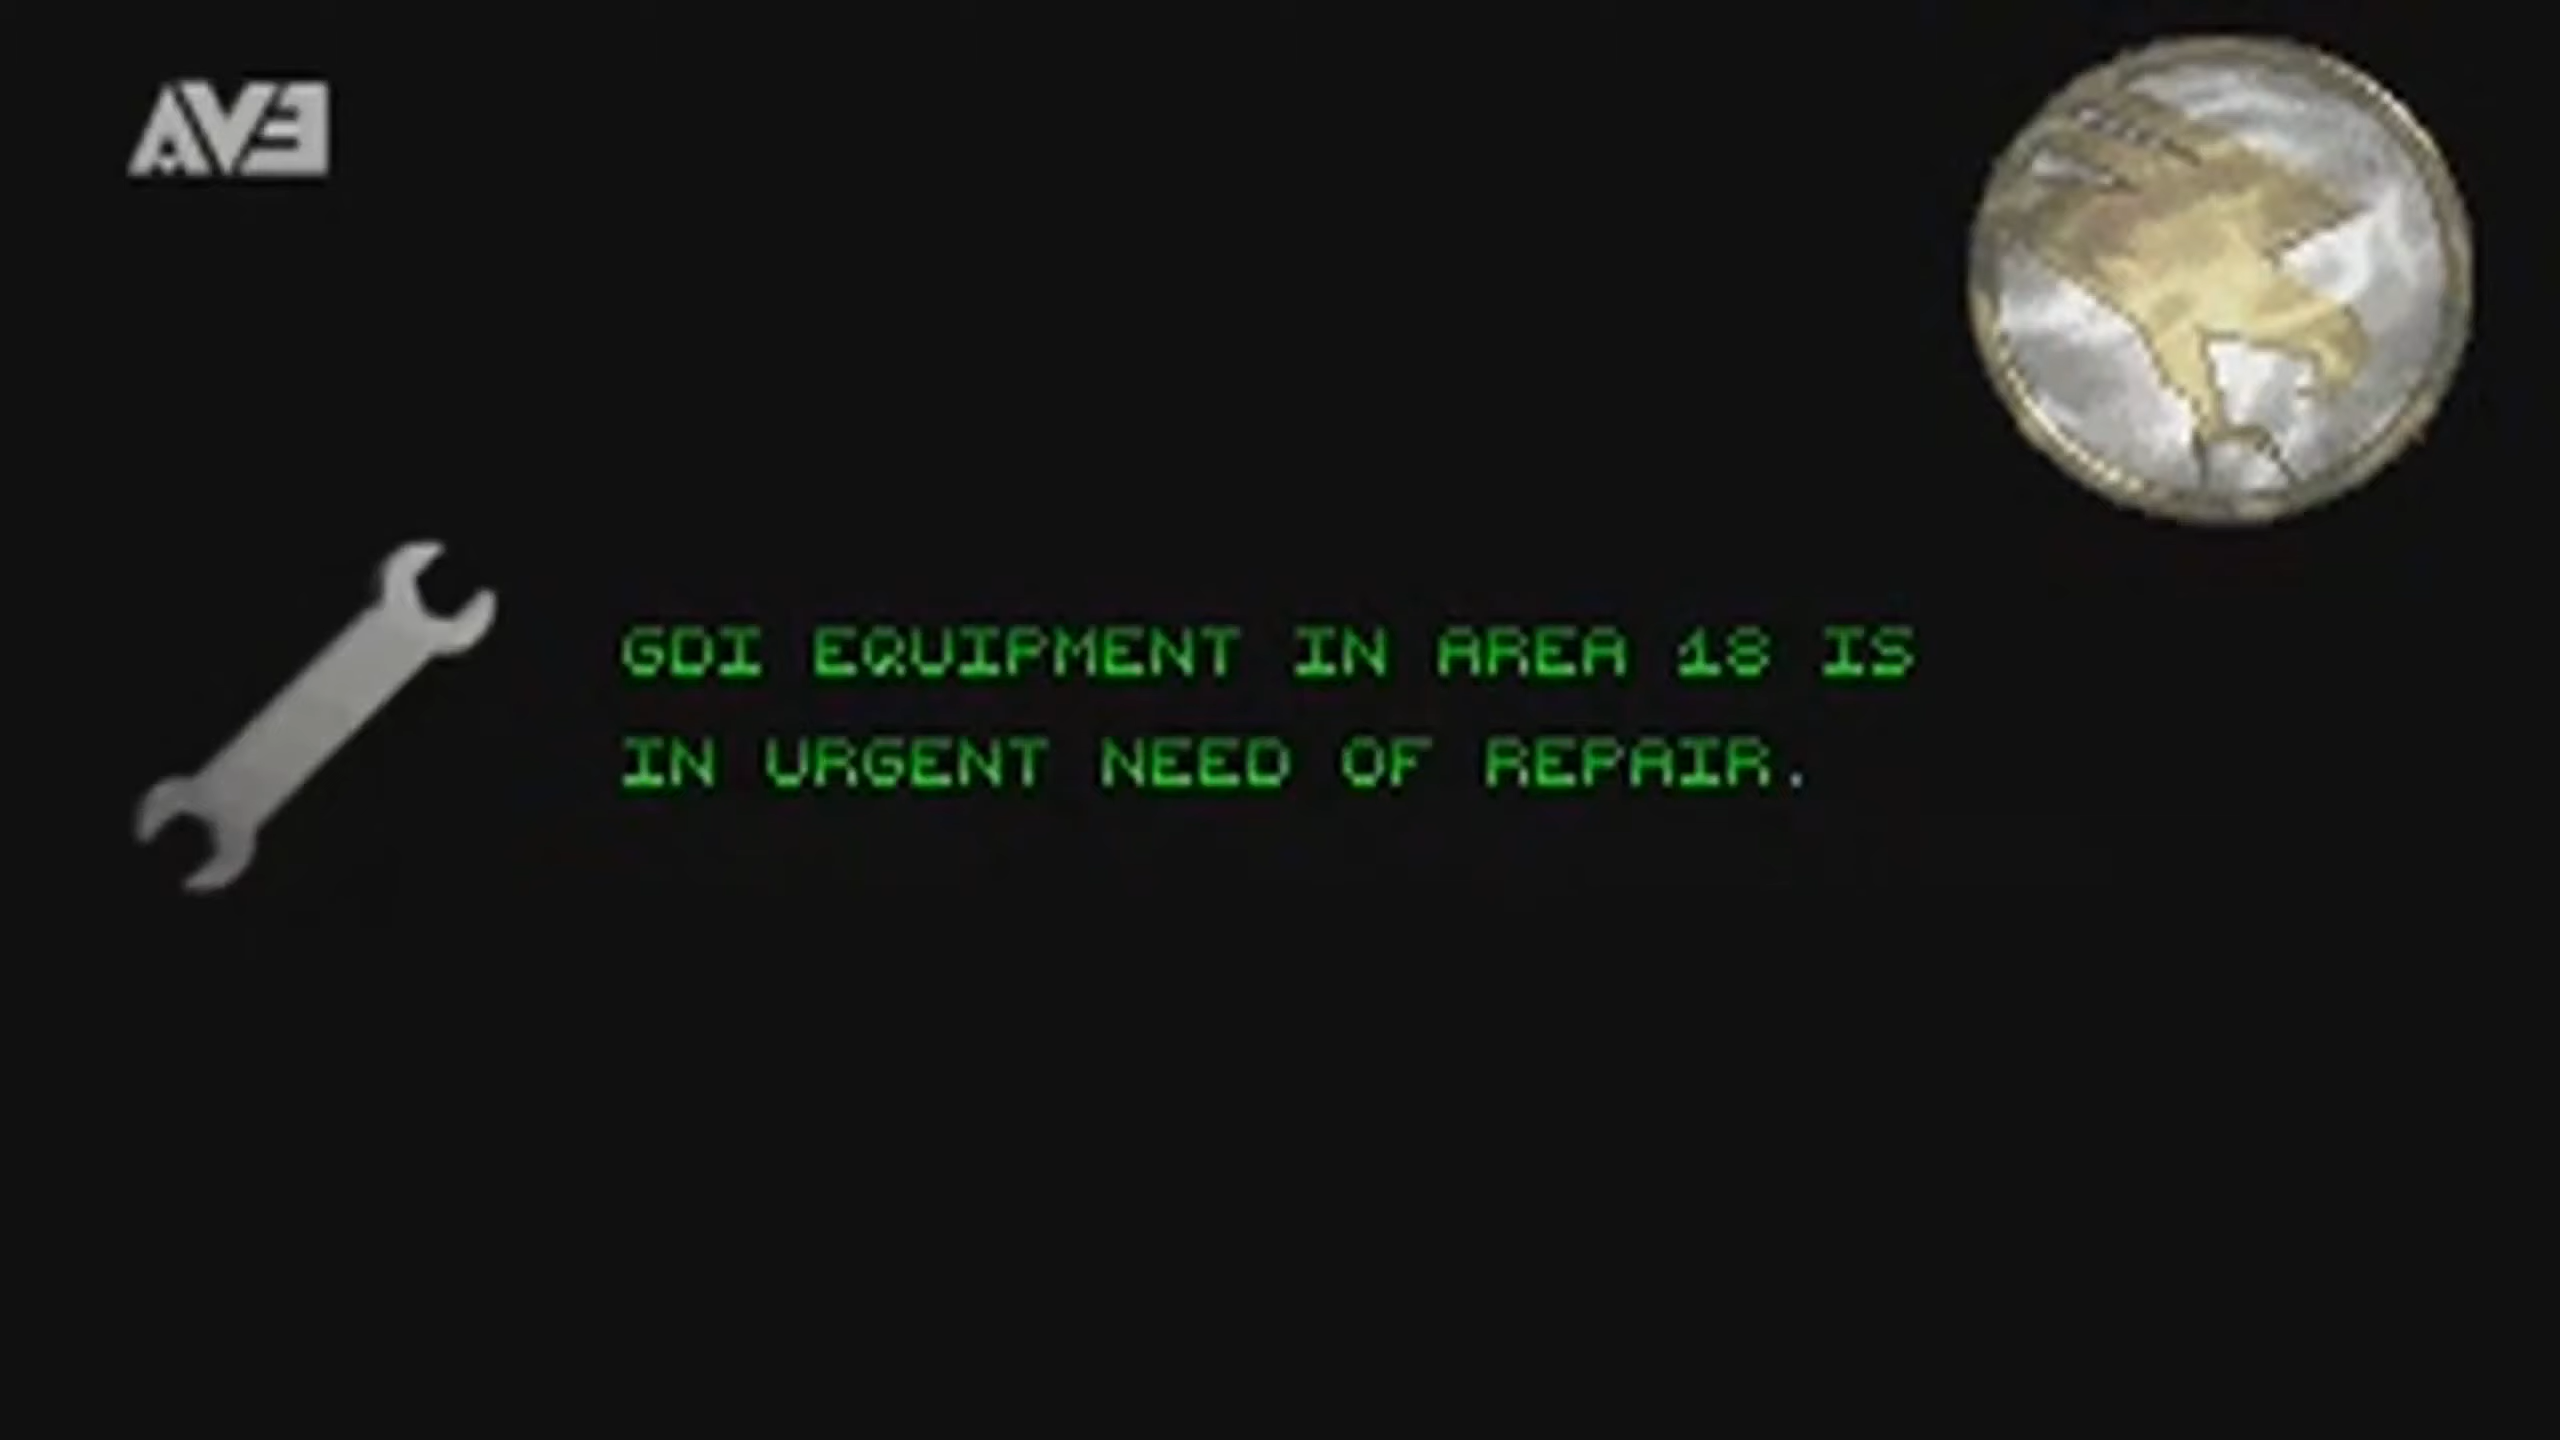 AVE
GDI EQUIPMENT IN AREA 18 IS
IN URGENT NEED OF REPAIR.